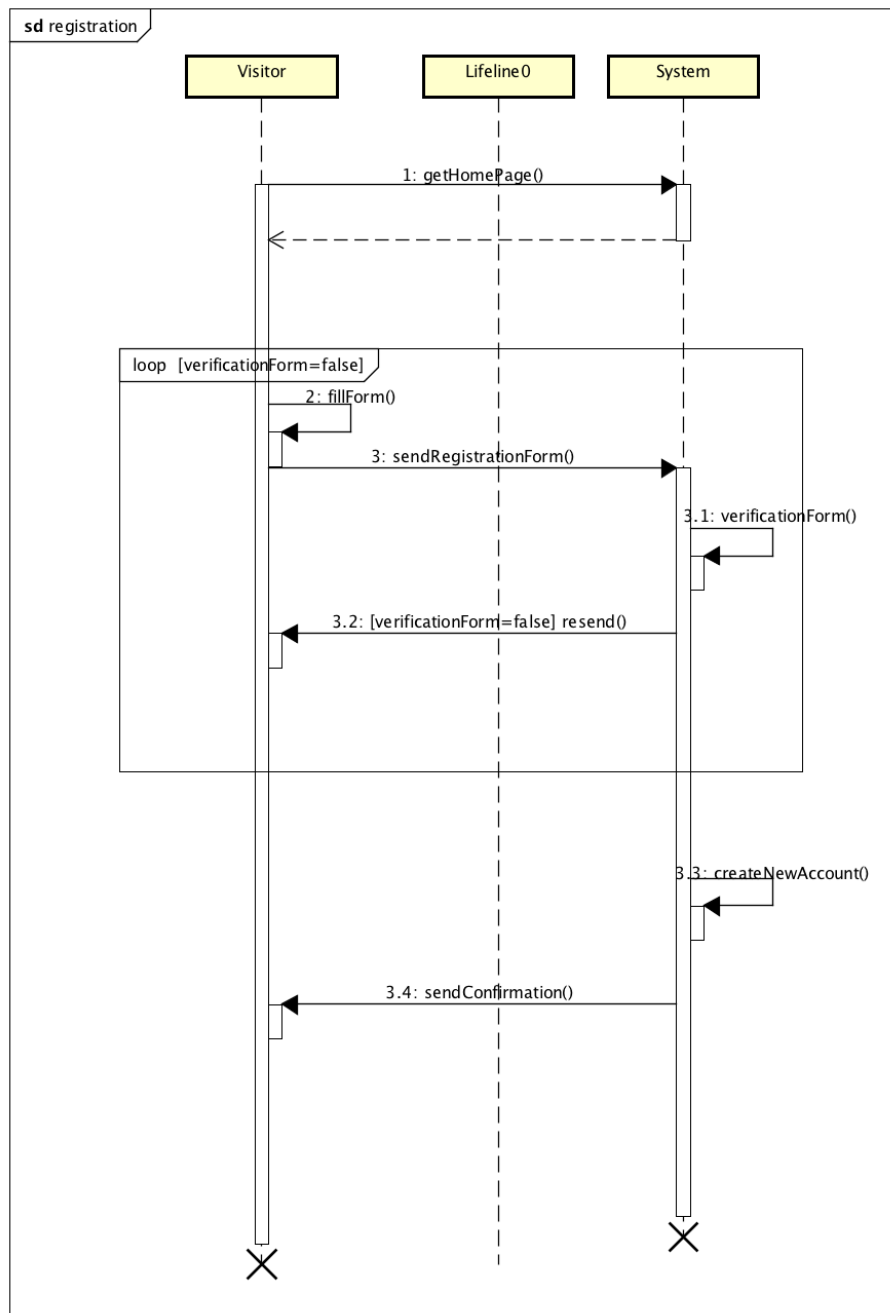 sd registration
Visitor
Lifeline0
System
1: getHomePage()
loop [verificationForm=false]
2: fillForm()
3: sendRegistrationForm()
3.1: verificationForm()
3.2: [verificationForm=false] resend()
3.3: createNewAccount()
3.4: sendConfirmation()